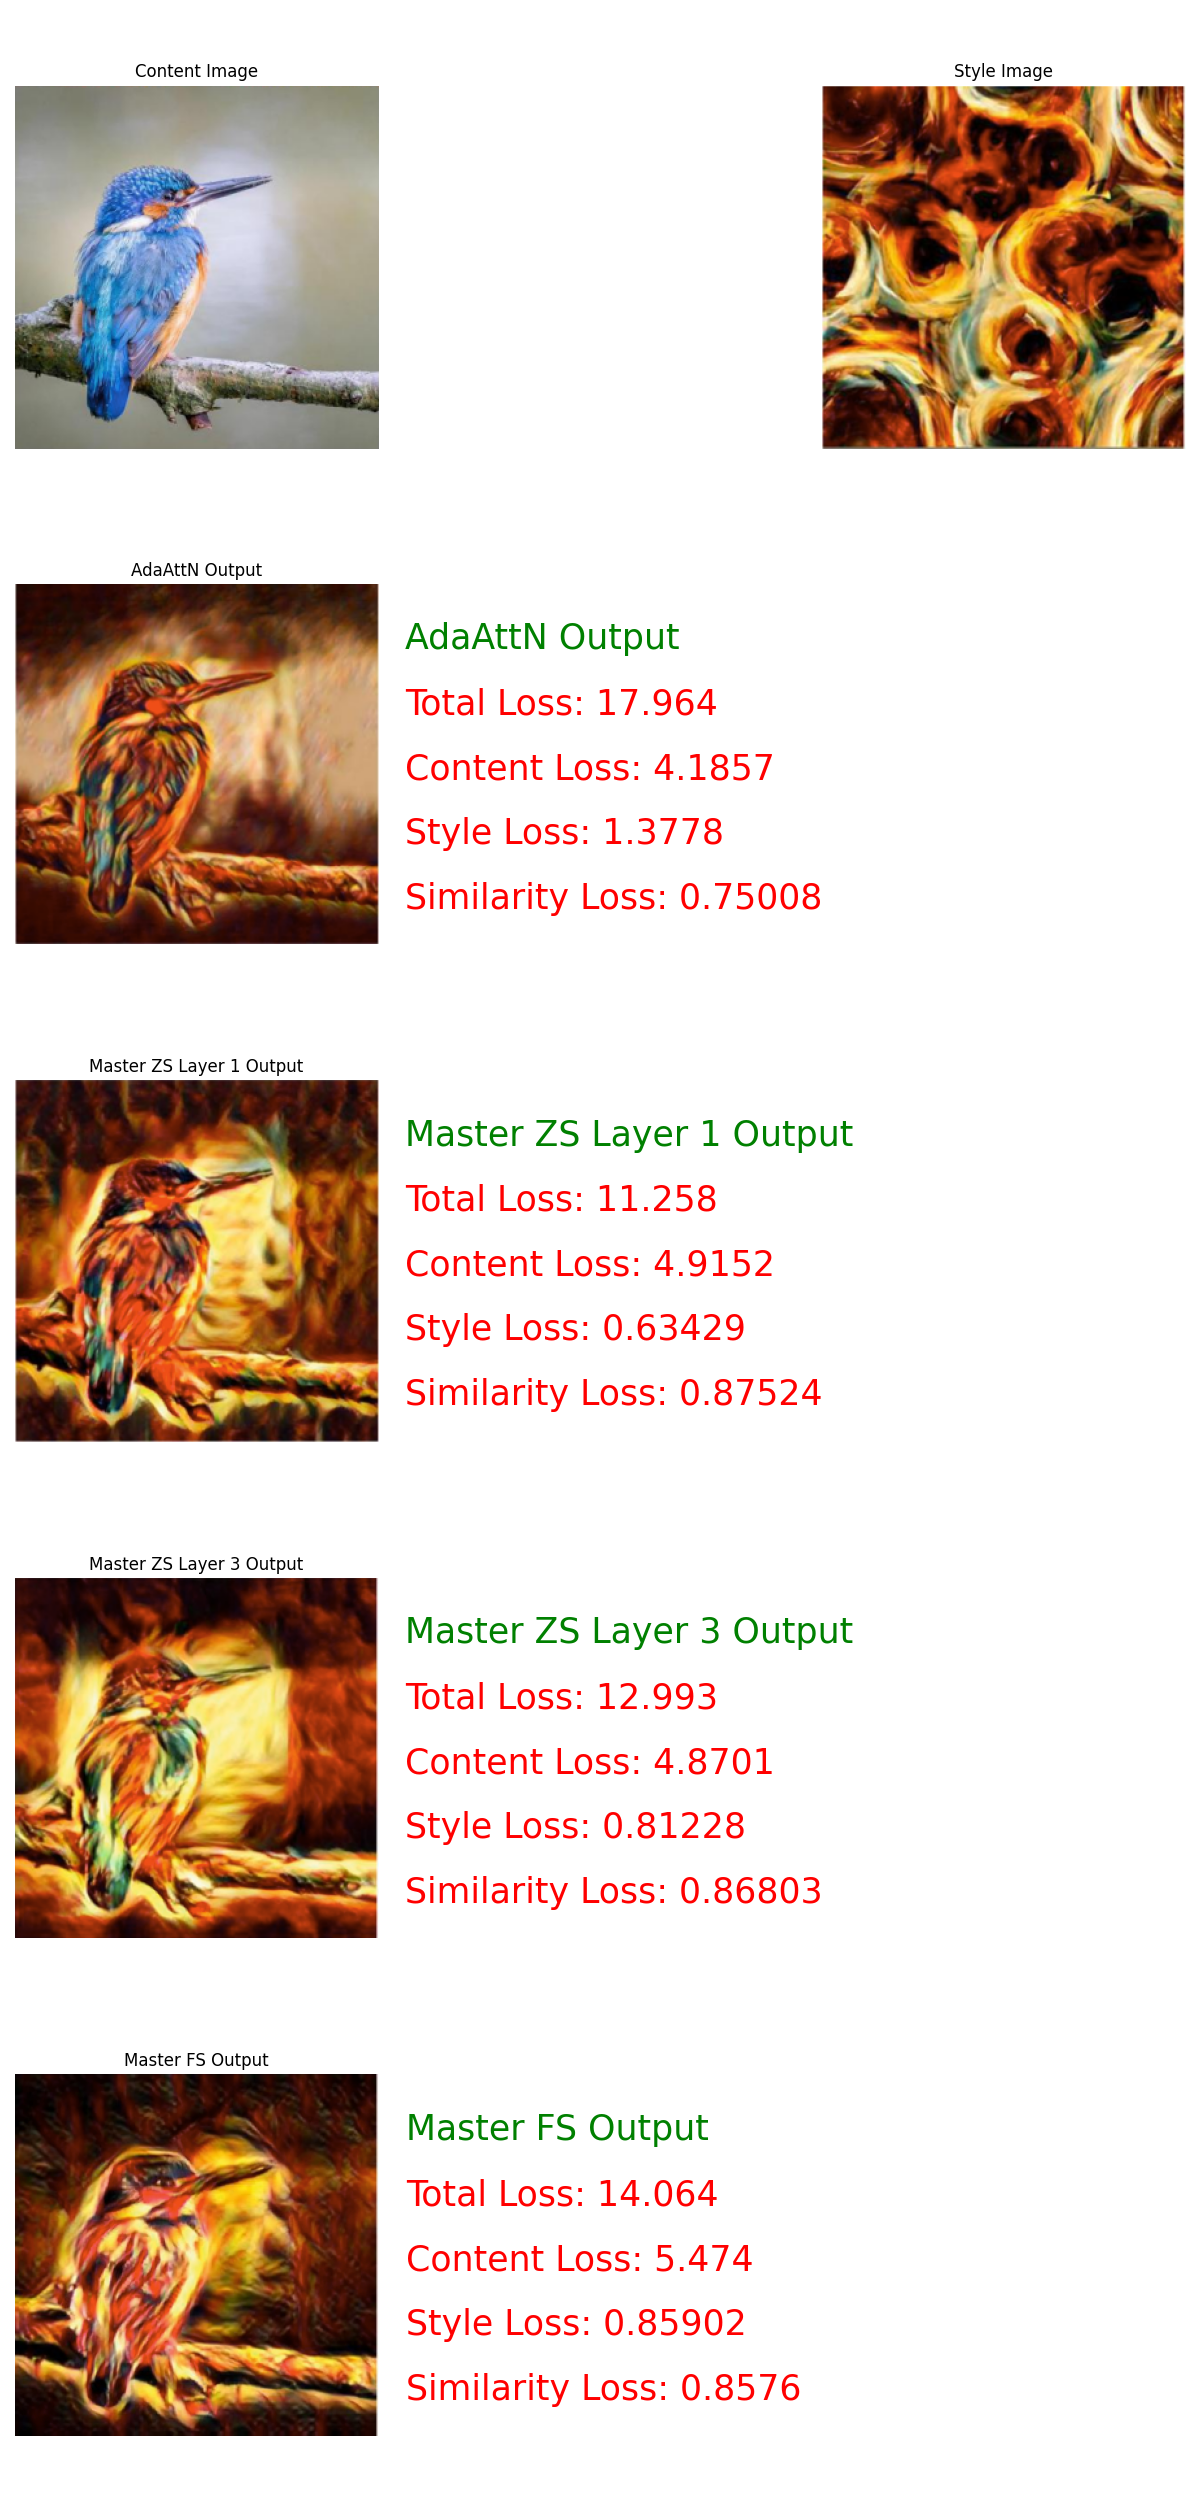 Content Image
Style Image
AdaAttN Output
AdaAttN Output
Total Loss: 17.964
Content Loss: 4.1857
Style Loss: 1.3778
Similarity Loss: 0.75008
Master ZS Layer 1 Output
Master ZS Layer 1 Output
Total Loss: 11.258
Content Loss: 4.9152
Style Loss: 0.63429
Similarity Loss: 0.87524
Master ZS Layer 3 Output
Master ZS Layer 3 Output
Total Loss: 12.993
Content Loss: 4.8701
Style Loss: 0.81228
Similarity Loss: 0.86803
Master FS Output
Master FS Output
Total Loss: 14.064
Content Loss: 5.474
Style Loss: 0.85902
Similarity Loss: 0.8576